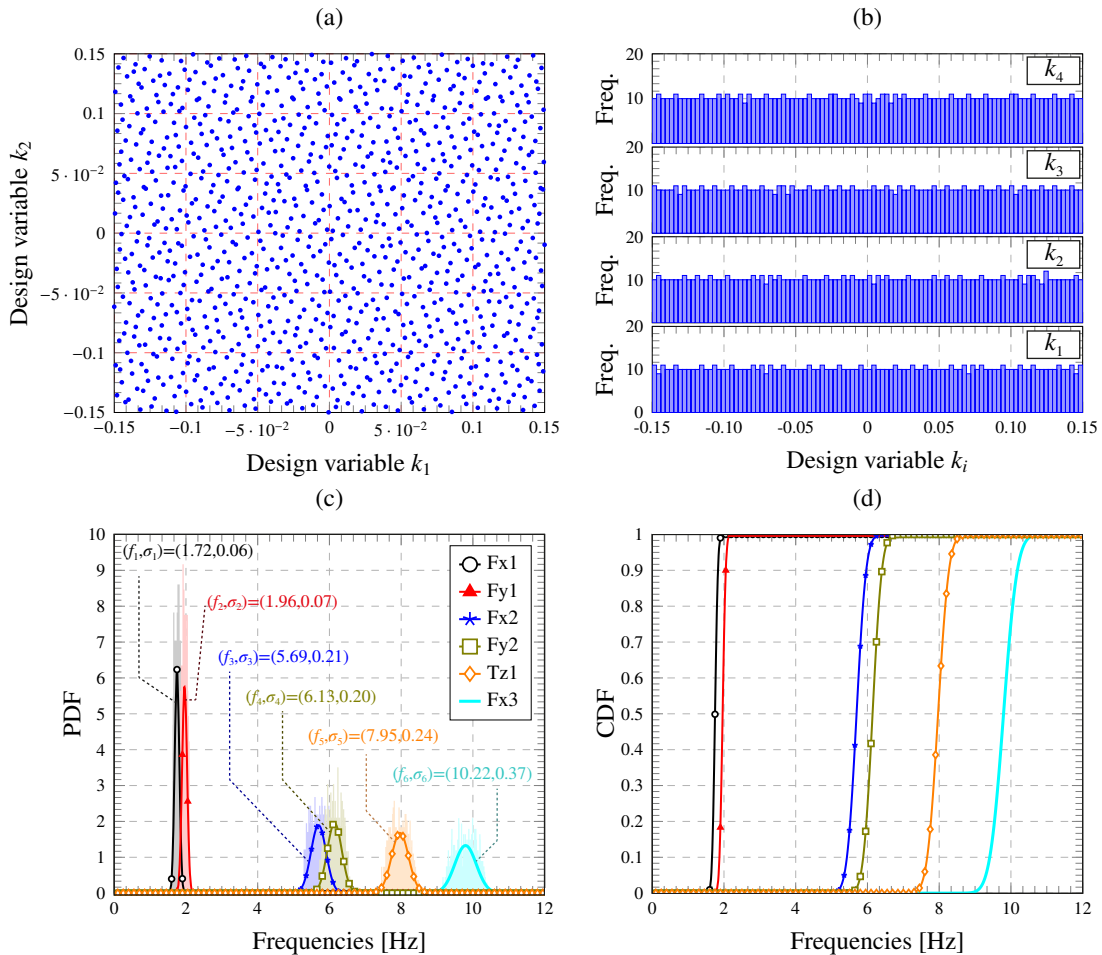 (a)
0.15
0.1
5·10⁻²
0
−5·10⁻²
−0.1
−0.15
Design variable k₂
−0.15
−0.1
−5·10⁻²
0
5·10⁻²
0.1
0.15
Design variable k₁
(b)
20
10
Freq.
k₄
20
10
Freq.
k₃
20
10
Freq.
k₂
20
10
0
Freq.
k₁
-0.15
-0.10
-0.05
0
0.05
0.10
0.15
Design variable kᵢ
(c)
10
9
8
7
6
5
4
3
2
1
0
PDF
(f₁,σ₁)=(1.72,0.06)
(f₂,σ₂)=(1.96,0.07)
(f₃,σ₃)=(5.69,0.21)
(f₄,σ₄)=(6.13,0.20)
(f₅,σ₅)=(7.95,0.24)
(f₆,σ₆)=(10.22,0.37)
Fx1
Fy1
Fx2
Fy2
Tz1
Fx3
0
2
4
6
8
10
12
Frequencies [Hz]
(d)
1
0.9
0.8
0.7
0.6
0.5
0.4
0.3
0.2
0.1
0
CDF
0
2
4
6
8
10
12
Frequencies [Hz]